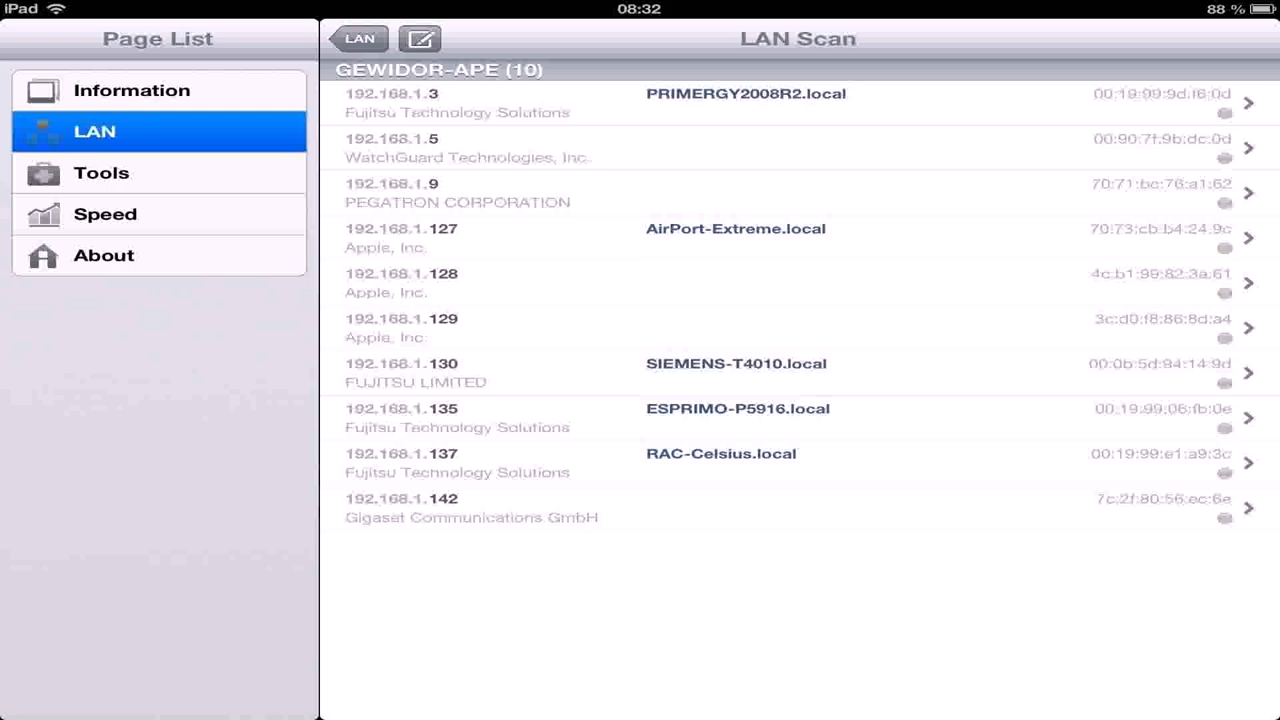 iPad 08:32 88 %
Page List
Information
LAN
Tools
Speed
About
LAN LAN Scan
GEWIDOR-APE (10)
192.168.1.3 PRIMERGY2008R2.local 00:19:99:9d:f6:0d
Fujitsu Technology Solutions
192.168.1.5 00:90:7f:9b:dc:0d
WatchGuard Technologies, Inc.
192.168.1.9 70:71:bc:76:a1:62
PEGATRON CORPORATION
192.168.1.127 AirPort-Extreme.local 70:73:cb:b4:24:9c
Apple, Inc.
192.168.1.128 4c:b1:99:82:3a:61
Apple, Inc.
192.168.1.129 3c:d0:f8:86:8d:a4
Apple, Inc.
192.168.1.130 SIEMENS-T4010.local 00:0b:5d:94:14:9d
FUJITSU LIMITED
192.168.1.135 ESPRIMO-P5916.local 00:19:99:06:fb:0e
Fujitsu Technology Solutions
192.168.1.137 RAC-Celsius.local 00:19:99:e1:a9:3c
Fujitsu Technology Solutions
192.168.1.142 7c:2f:80:56:ec:6e
Gigaset Communications GmbH